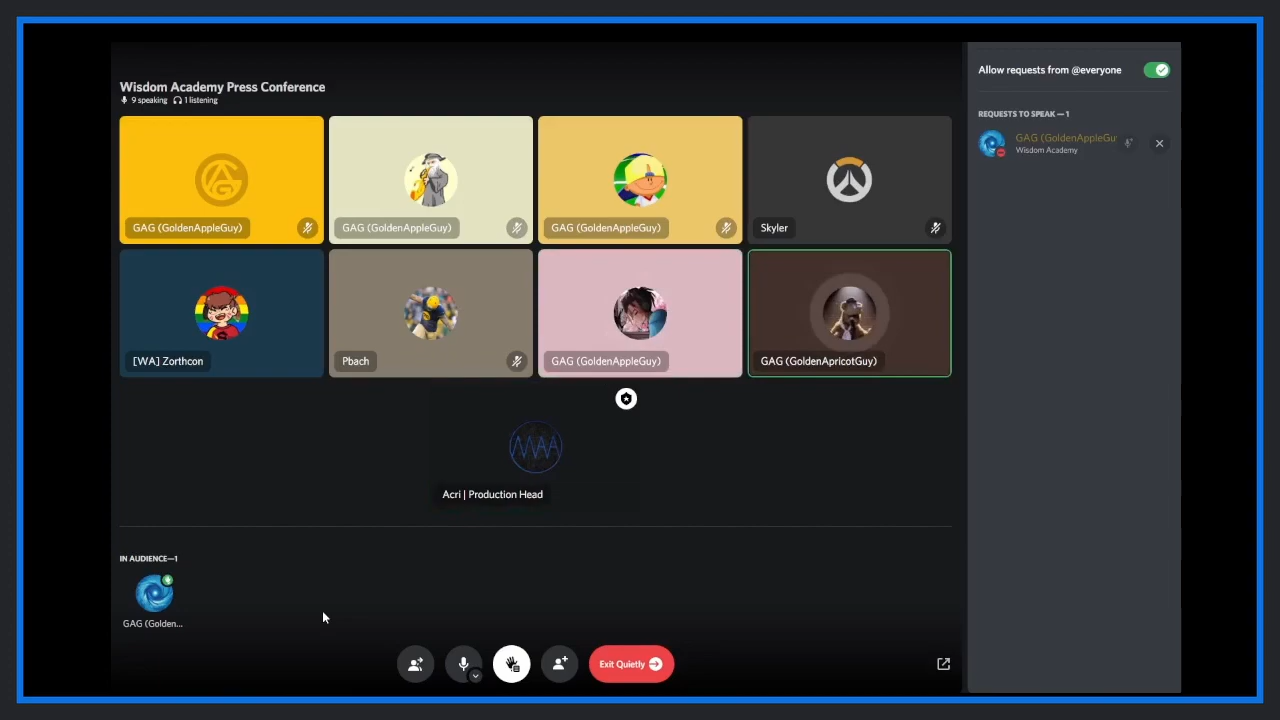 Wisdom Academy Press Conference
9 speaking 1 listening
Allow requests from @everyone
REQUESTS TO SPEAK — 1
GAG (GoldenAppleGu
Wisdom Academy
GAG (GoldenAppleGuy)
GAG (GoldenAppleGuy)
GAG (GoldenAppleGuy)
Skyler
[WA] Zorthcon
Pbach
GAG (GoldenAppleGuy)
GAG (GoldenApricotGuy)
Acri | Production Head
IN AUDIENCE—1
GAG (Golden...
Exit Quietly